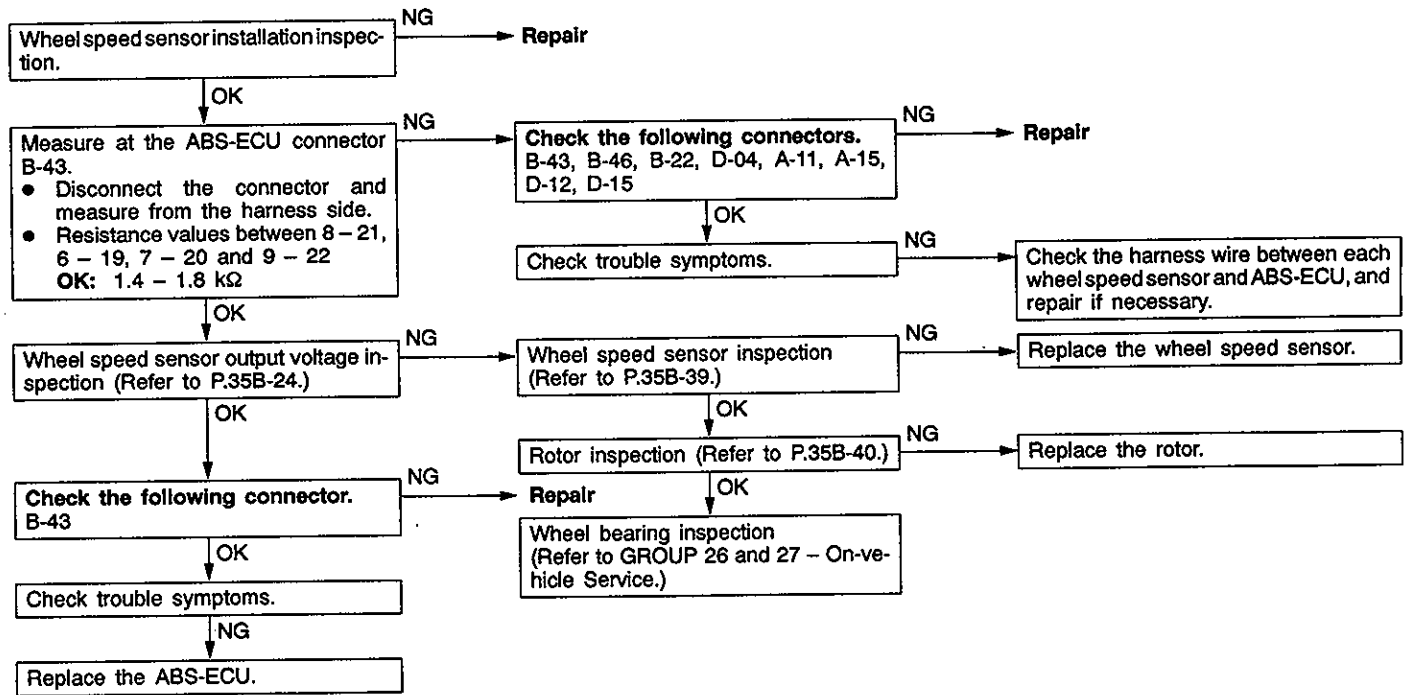 Wheel speed sensor installation inspec-
tion.
NG
Repair
OK
Measure at the ABS-ECU connector
B-43.
● Disconnect the connector and
measure from the harness side.
● Resistance values between 8 – 21,
6 – 19, 7 – 20 and 9 – 22
OK: 1.4 – 1.8 kΩ
NG
Check the following connectors.
B-43, B-46, B-22, D-04, A-11, A-15,
D-12, D-15
NG
Repair
OK
Check trouble symptoms.
NG
Check the harness wire between each
wheel speed sensor and ABS-ECU, and
repair if necessary.
OK
Wheel speed sensor output voltage in-
spection (Refer to P.35B-24.)
NG
Wheel speed sensor inspection
(Refer to P.35B-39.)
NG
Replace the wheel speed sensor.
OK
Rotor inspection (Refer to P.35B-40.)
NG
Replace the rotor.
OK
Wheel bearing inspection
(Refer to GROUP 26 and 27 – On-ve-
hicle Service.)
OK
Check the following connector.
B-43
NG
Repair
OK
Check trouble symptoms.
NG
Replace the ABS-ECU.